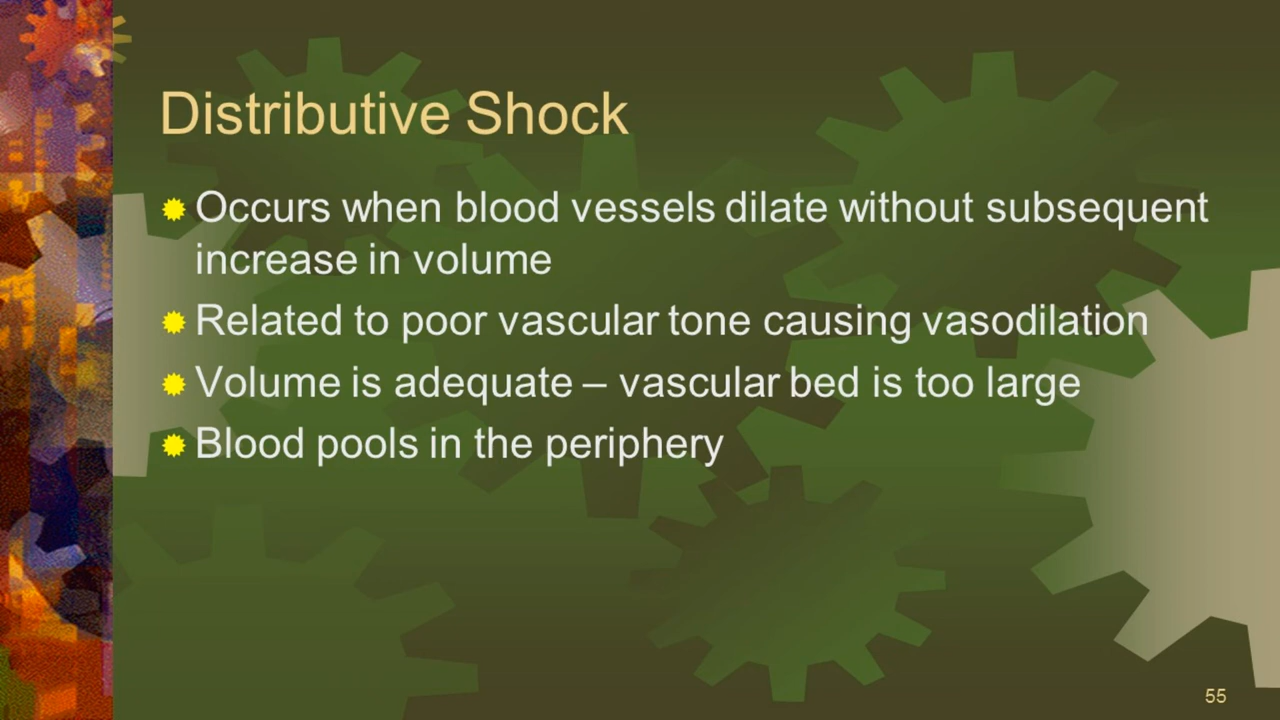 Distributive Shock
Occurs when blood vessels dilate without subsequent
increase in volume
Related to poor vascular tone causing vasodilation
Volume is adequate – vascular bed is too large
Blood pools in the periphery
55